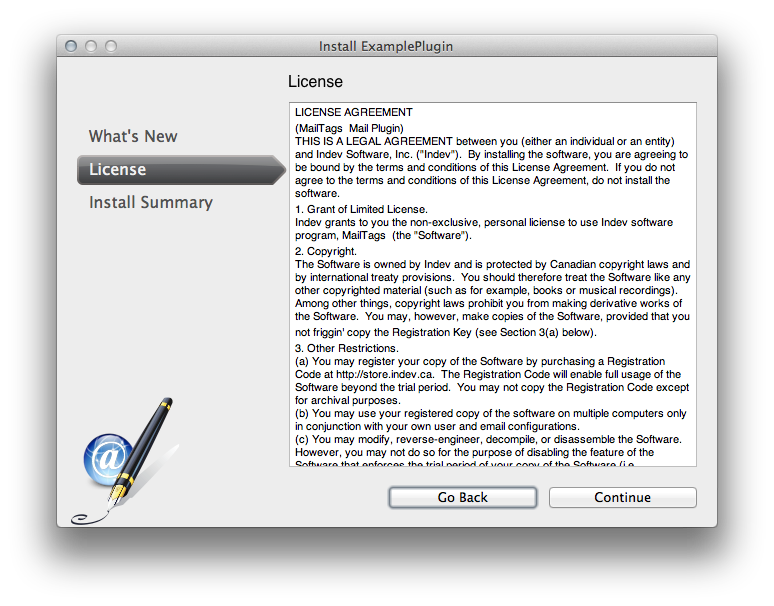 Install ExamplePlugin
License
What's New
License
Install Summary
LICENSE AGREEMENT
(MailTags  Mail Plugin)
THIS IS A LEGAL AGREEMENT between you (either an individual or an entity)
and Indev Software, Inc. ("Indev").  By installing the software, you are agreeing to
be bound by the terms and conditions of this License Agreement.  If you do not
agree to the terms and conditions of this License Agreement, do not install the
software.
1. Grant of Limited License.
Indev grants to you the non-exclusive, personal license to use Indev software
program, MailTags  (the "Software").
2. Copyright.
The Software is owned by Indev and is protected by Canadian copyright laws and
by international treaty provisions.  You should therefore treat the Software like any
other copyrighted material (such as for example, books or musical recordings).
Among other things, copyright laws prohibit you from making derivative works of
the Software.  You may, however, make copies of the Software, provided that you
not friggin' copy the Registration Key (see Section 3(a) below).
3. Other Restrictions.
(a) You may register your copy of the Software by purchasing a Registration
Code at http://store.indev.ca.  The Registration Code will enable full usage of the
Software beyond the trial period.  You may not copy the Registration Code except
for archival purposes.
(b) You may use your registered copy of the software on multiple computers only
in conjunction with your own user and email configurations.
(c) You may modify, reverse-engineer, decompile, or disassemble the Software.
However, you may not do so for the purpose of disabling the feature of the
Software that enforces the trial period of your copy of the Software (i.e.
@
Go Back
Continue